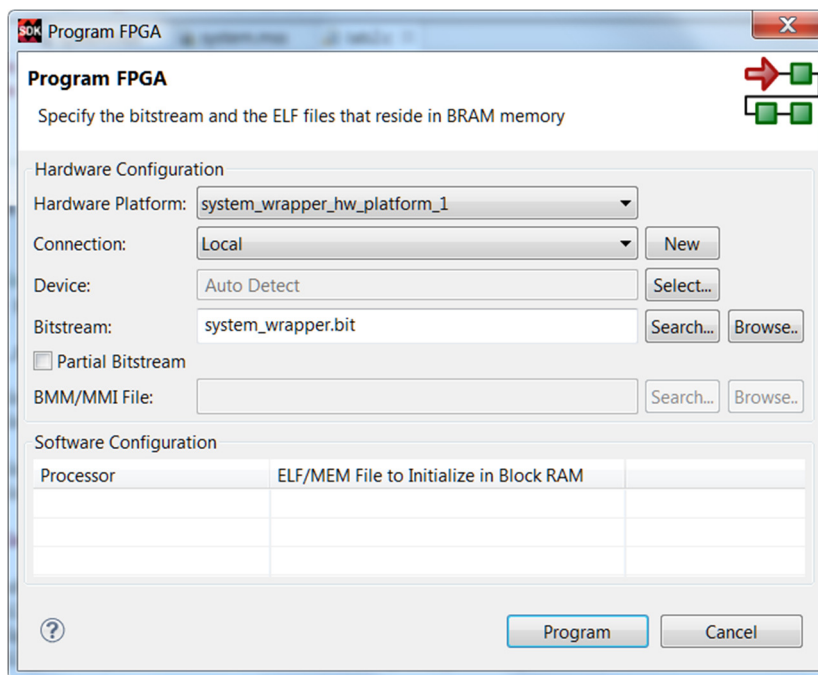 SDK Program FPGA
Program FPGA
Specify the bitstream and the ELF files that reside in BRAM memory
Hardware Configuration
Hardware Platform: system_wrapper_hw_platform_1
Connection: Local New
Device: Auto Detect Select...
Bitstream: system_wrapper.bit Search... Browse..
Partial Bitstream
BMM/MMI File: Search... Browse..
Software Configuration
Processor ELF/MEM File to Initialize in Block RAM
Program Cancel